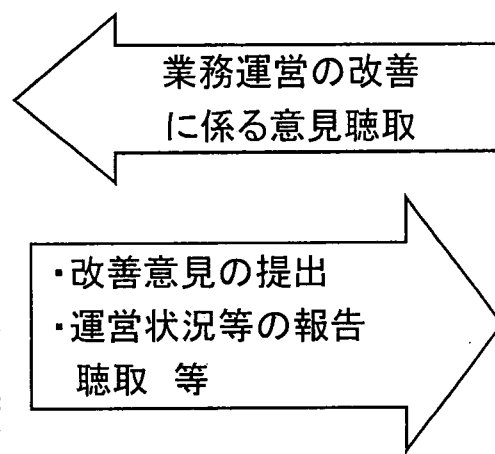 業務運営の改善
に係る意見聴取
・改善意見の提出
・運営状況等の報告
聴取 等